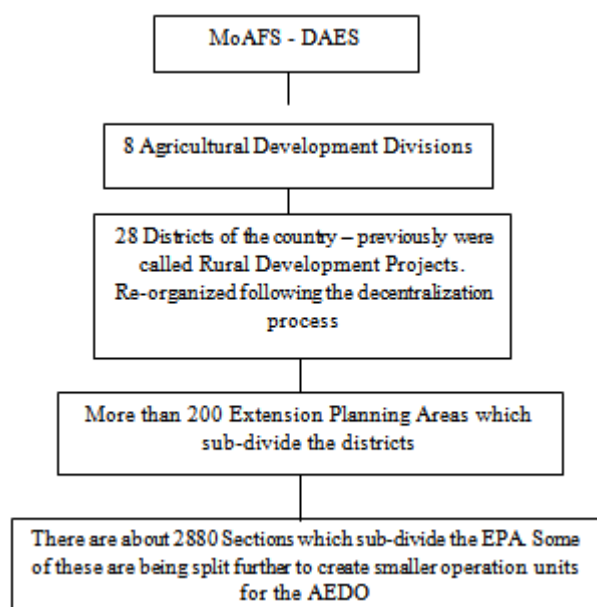 MoAFS - DAES
8 Agricultural Development Divisions
28 Districts of the country – previously were
called Rural Development Projects.
Re-organized following the decentralization
process
More than 200 Extension Planning Areas which
sub-divide the districts
There are about 2880 Sections which sub-divide the EPA. Some
of these are being split further to create smaller operation units
for the AEDO